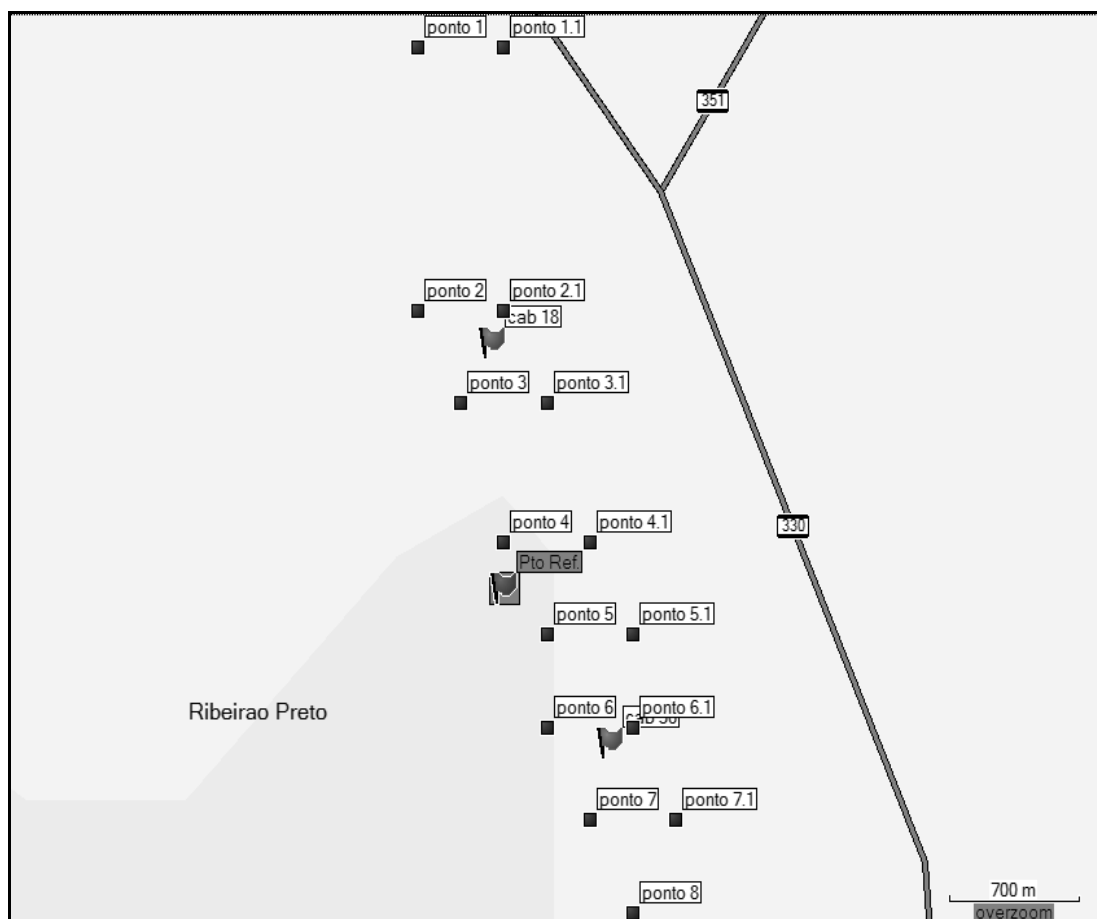 ponto 1
ponto 1.1
351
ponto 2
ponto 2.1
cab 18
ponto 3
ponto 3.1
ponto 4
ponto 4.1
330
Pto Ref.
ponto 5
ponto 5.1
Ribeirao Preto
ponto 6
ponto 6.1
ponto 7
ponto 7.1
ponto 8
700 m
overzoom